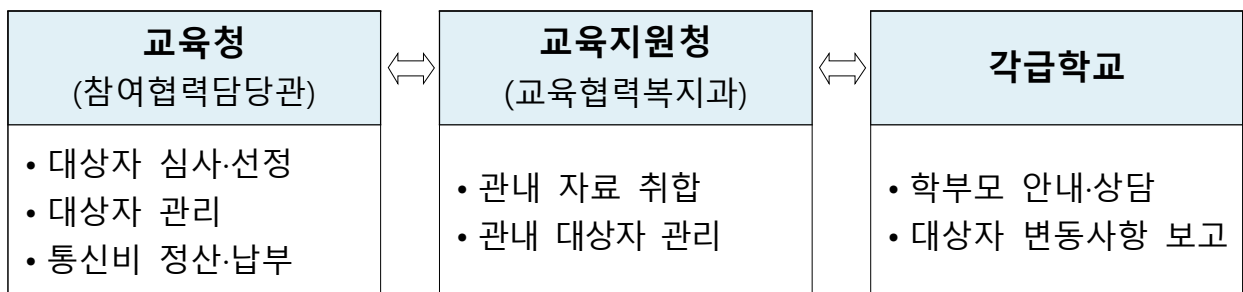 교육청
(참여협력담당관)
• 대상자 심사·선정
• 대상자 관리
• 통신비 정산·납부
교육지원청
(교육협력복지과)
• 관내 자료 취합
• 관내 대상자 관리
각급학교
• 학부모 안내·상담
• 대상자 변동사항 보고